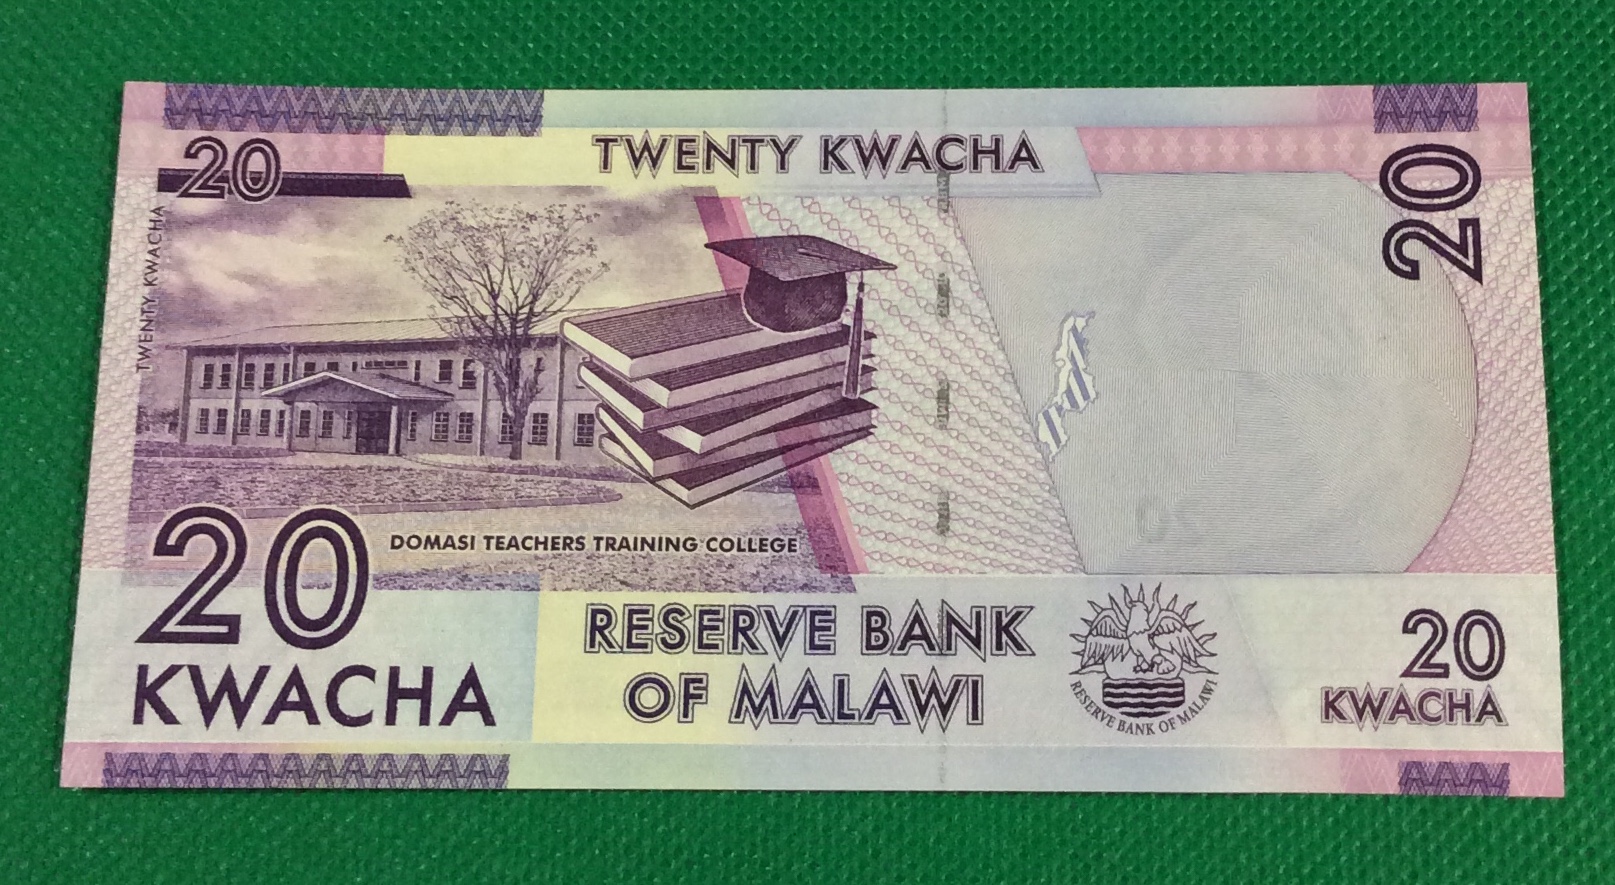 TWENTY KWACHA
20
20
TWENTY KWACHA
DOMASI TEACHERS TRAINING COLLEGE
20
KWACHA
RESERVE BANK
OF MALAWI
RESERVE BANK OF MALAWI
20
KWACHA